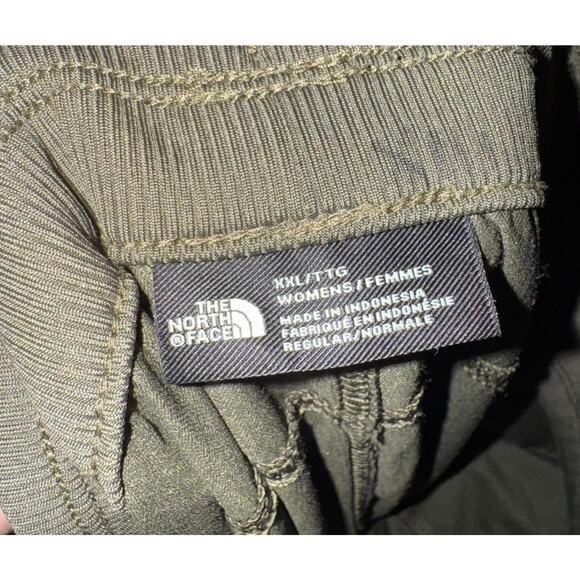 THE
NORTH
®FACE
XXL/TTG
WOMENS/FEMMES
MADE IN INDONESIA
FABRIQUÉ EN INDONÉSIE
REGULAR/NORMALE